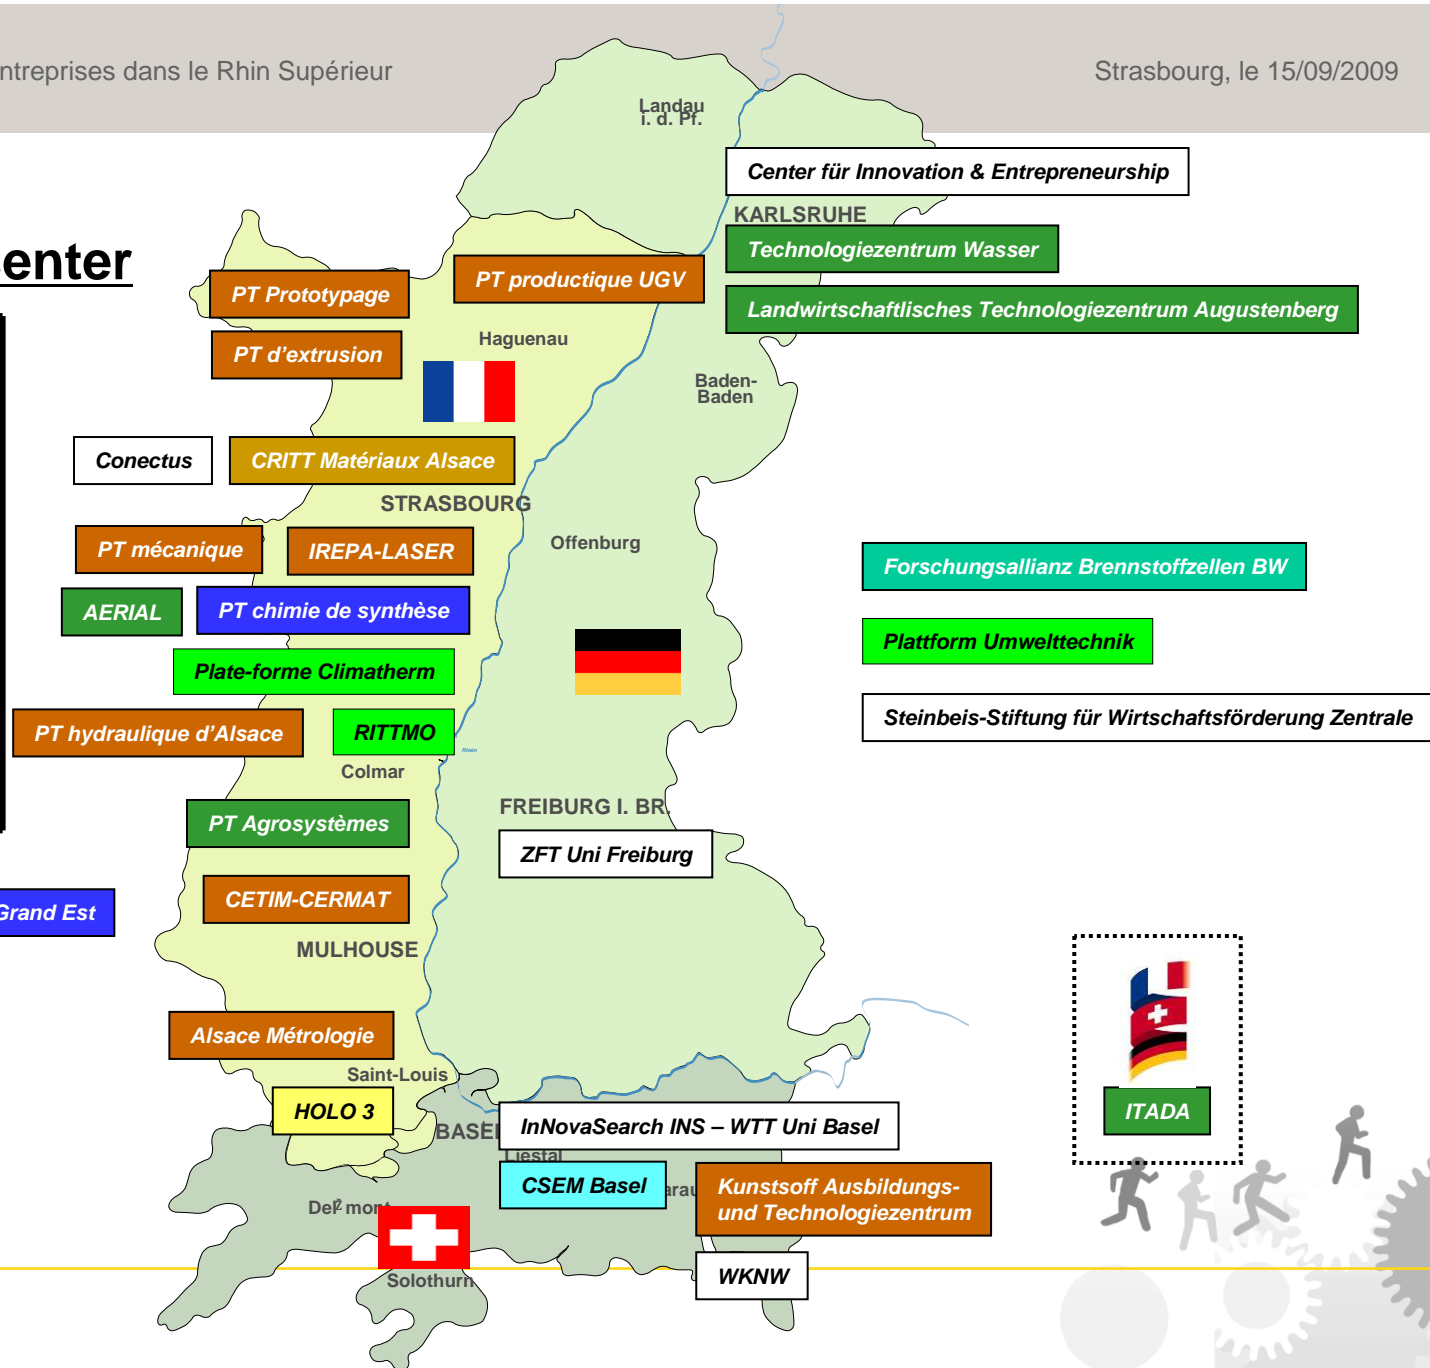 ntreprises dans le Rhin Supérieur
Strasbourg, le 15/09/2009
Landau
i. d. Pf.
Center für Innovation & Entrepreneurship
KARLSRUHE
enter
Technologiezentrum Wasser
PT Prototypage
PT productique UGV
Landwirtschaftlisches Technologiezentrum Augustenberg
Haguenau
PT d'extrusion
Baden-
Baden
Conectus
CRITT Matériaux Alsace
STRASBOURG
Offenburg
PT mécanique
IREPA-LASER
Forschungsallianz Brennstoffzellen BW
AERIAL
PT chimie de synthèse
Plattform Umwelttechnik
Plate-forme Climatherm
Steinbeis-Stiftung für Wirtschaftsförderung Zentrale
PT hydraulique d'Alsace
RITTMO
Rhein
Colmar
FREIBURG I. BR.
PT Agrosystèmes
ZFT Uni Freiburg
CETIM-CERMAT
Grand Est
MULHOUSE
Alsace Métrologie
Saint-Louis
HOLO 3
ITADA
BASEL
InNovaSearch INS – WTT Uni Basel
Liestal
CSEM Basel
arau
Kunstsoff Ausbildungs-
und Technologiezentrum
Delémont
WKNW
Solothurn